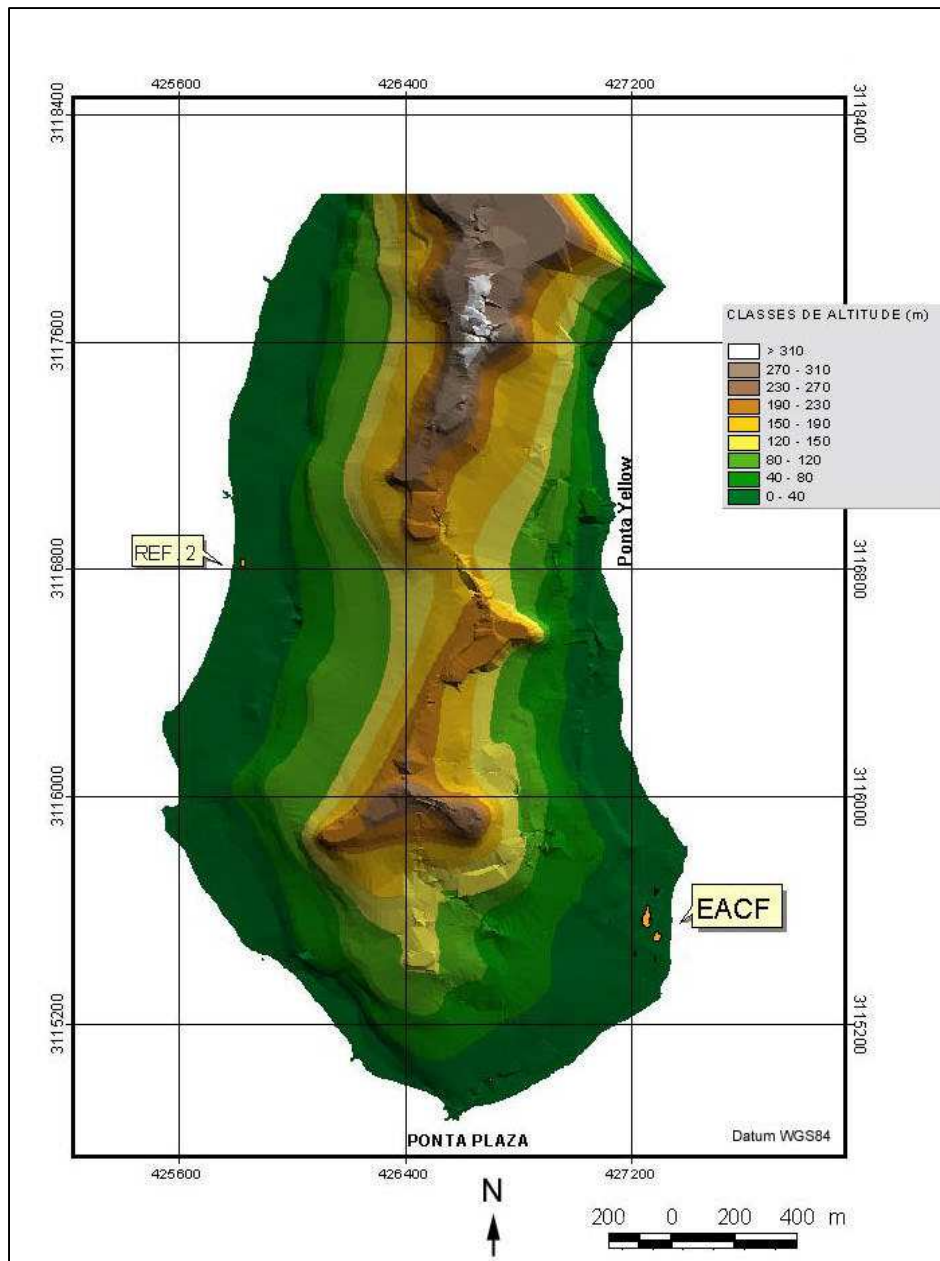 425600 426400 427200
3118400 3118400
CLASSES DE ALTITUDE (m)
> 310
270 - 310
230 - 270
190 - 230
150 - 190
120 - 150
80 - 120
40 - 80
0 - 40
3117600
Ponta Yellow
REF. 2
3116800 3116800
3116000 3116000
EACF
3115200 3115200
PONTA PLAZA
Datum WGS84
425600 426400 427200
N
200 0 200 400 m